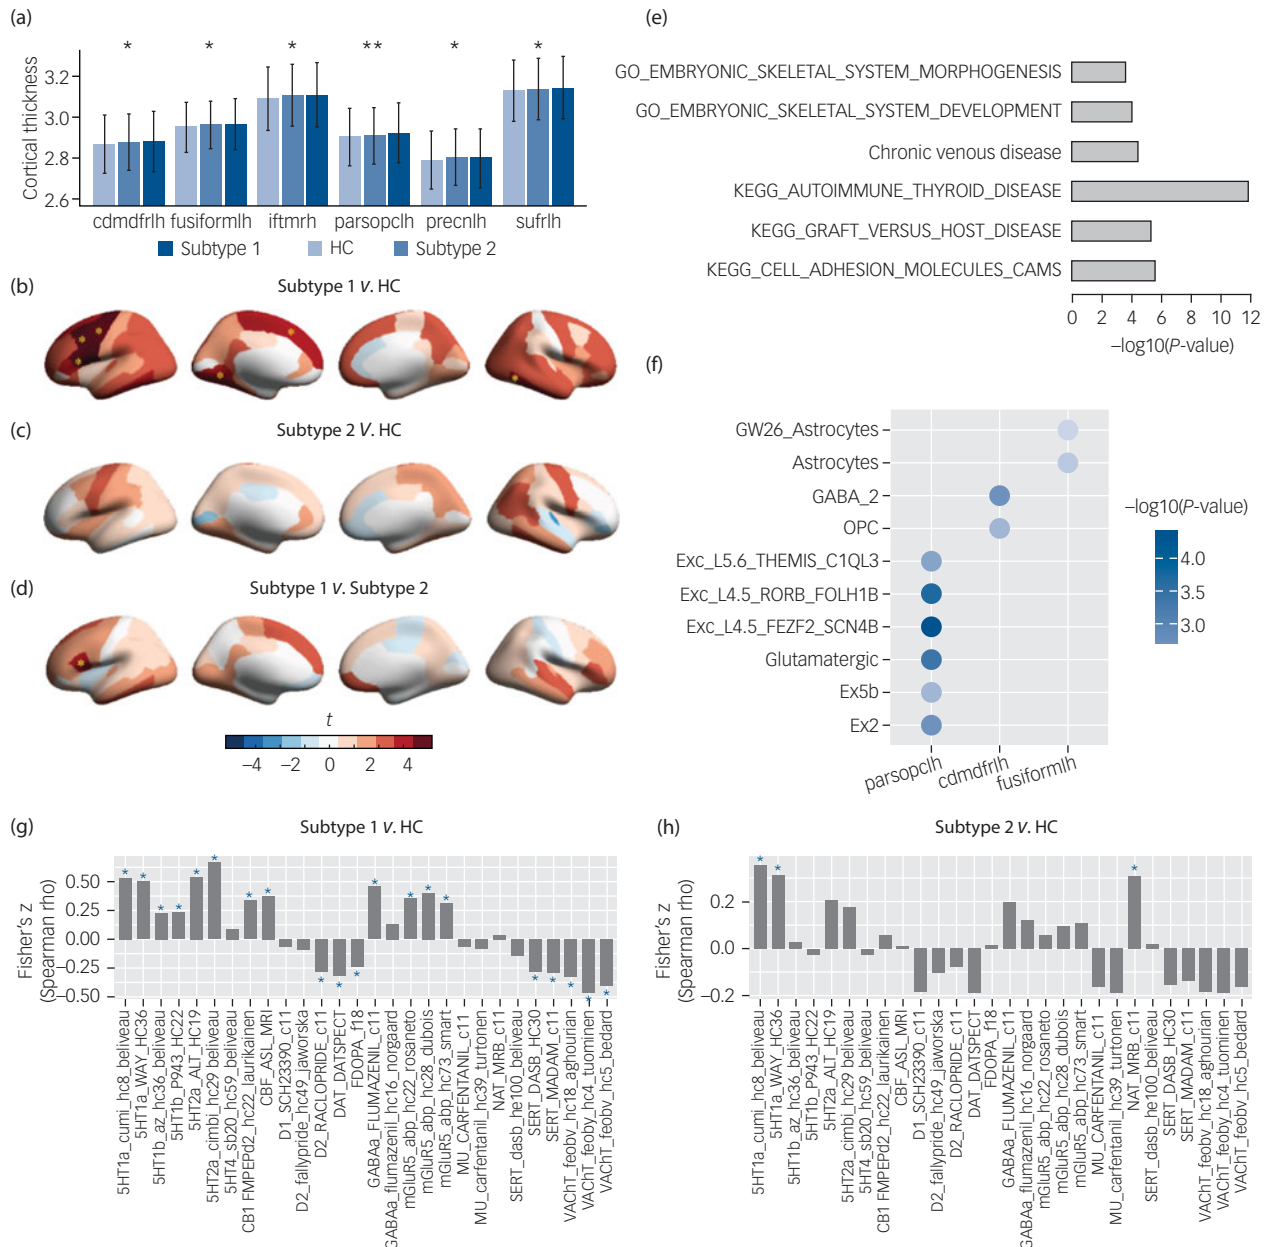 (a)
Cortical thickness
3.2
3.0
2.8
2.6
* * * ** * *
cdmdfrlh fusiformlh iftmrh parsopclh precnlh sufrlh
Subtype 1 HC Subtype 2
(b) Subtype 1 v. HC
(c) Subtype 2 V. HC
(d) Subtype 1 v. Subtype 2
t
−4 −2 0 2 4
(e)
GO_EMBRYONIC_SKELETAL_SYSTEM_MORPHOGENESIS
GO_EMBRYONIC_SKELETAL_SYSTEM_DEVELOPMENT
Chronic venous disease
KEGG_AUTOIMMUNE_THYROID_DISEASE
KEGG_GRAFT_VERSUS_HOST_DISEASE
KEGG_CELL_ADHESION_MOLECULES_CAMS
0 2 4 6 8 10 12
−log10(P-value)
(f)
GW26_Astrocytes
Astrocytes
GABA_2
OPC
Exc_L5.6_THEMIS_C1QL3
Exc_L4.5_RORB_FOLH1B
Exc_L4.5_FEZF2_SCN4B
Glutamatergic
Ex5b
Ex2
parsopclh
cdmdfrlh
fusiformlh
−log10(P-value)
4.0
3.5
3.0
(g) Subtype 1 v. HC
Fisher's z
(Spearman rho)
0.50
0.25
0.00
−0.25
−0.50
5HT1a_cumi_hc8_beliveau
5HT1a_WAY_HC36
5HT1b_az_hc36_beliveau
5HT1b_P943_HC22
5HT2a_ALT_HC19
5HT2a_cimbi_hc29_beliveau
5HT4_sb20_hc59_beliveau
CB1 FMPEPd2_hc22_laurikainen
CBF_ASL_MRI
D1_SCH23390_c11
D2_fallypride_hc49_jaworska
D2_RACLOPRIDE_c11
DAT_DATSPECT
FDOPA_f18
GABAa_FLUMAZENIL_c11
GABAa_flumazenil_hc16_norgaard
mGluR5_abp_hc22_rosaneto
mGluR5_abp_hc28_dubois
mGluR5_abp_hc73_smart
MU_CARFENTANIL_c11
MU_carfentanil_hc39_turtonen
NAT_MRB_c11
SERT_dasb_he100_beliveau
SERT_DASB_HC30
SERT_MADAM_c11
VAChT_feoby_hc18_aghourian
VAChT_feoby_hc4_tuominen
VAChT_feoby_hc5_bedard
(h) Subtype 2 v. HC
Fisher's z
(Spearman rho)
0.2
0.0
−0.2
5HT1a_cumi_hc8_beliveau
5HT1a_WAY_HC36
5HT1b_az_hc36_beliveau
5HT1b_P943_HC22
5HT2a_ALT_HC19
5HT2a_cimbi_hc29 beliveau
5HT4_sb20_hc59_beliveau
CB1 FMPEPd2_hc22_laurikainen
CBF_ASL_MRI
D1_SCH23390_c11
D2_fallypride_hc49_jaworska
D2_RACLOPRIDE_c11
DAT_DATSPECT
FDOPA_f18
GABAa_FLUMAZENIL_c11
GABAa_flumazenil_hc16_norgaard
mGluR5_abp_hc22_rosaneto
mGluR5_abp_hc28_dubois
mGluR5_abp_hc73_smart
MU_CARFENTANIL_c11
MU_carfentanil_hc39_turtonen
NAT_MRB_c11
SERT_dasb_he100_beliveau
SERT_DASB_HC30
SERT_MADAM_c11
VAChT_feoby_hc18_aghourian
VAChT_feoby_hc4_tuominen
VAChT_feoby_hc5_bedard